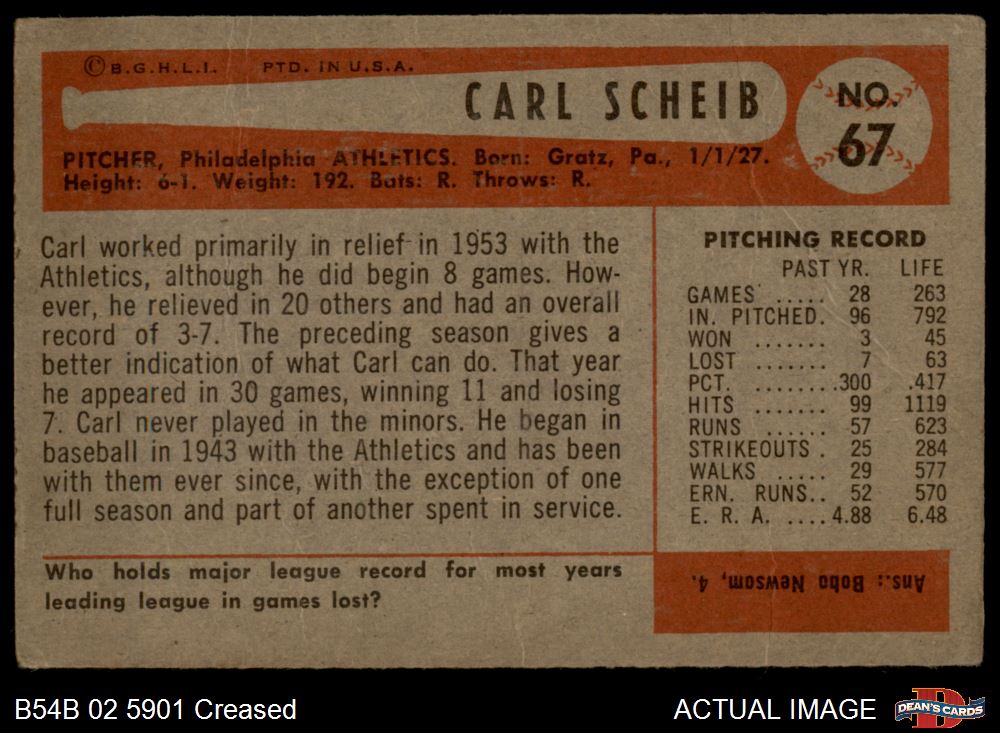 © B.G.H.L.I. PTD. IN U.S.A.
CARL SCHEIB
NO.
67
PITCHER, Philadelphia ATHLETICS. Born: Gratz, Pa., 1/1/27.
Height: 6-1. Weight: 192. Bats: R. Throws: R.
Carl worked primarily in relief in 1953 with the
Athletics, although he did begin 8 games. How-
ever, he relieved in 20 others and had an overall
record of 3-7. The preceding season gives a
better indication of what Carl can do. That year
he appeared in 30 games, winning 11 and losing
7. Carl never played in the minors. He began in
baseball in 1943 with the Athletics and has been
with them ever since, with the exception of one
full season and part of another spent in service.
PITCHING RECORD
PAST YR. LIFE
GAMES ..... 28 263
IN. PITCHED. 96 792
WON ....... 3 45
LOST ....... 7 63
PCT. ........ .300 .417
HITS ....... 99 1119
RUNS ...... 57 623
STRIKEOUTS . 25 284
WALKS ..... 29 577
ERN. RUNS.. 52 570
E. R. A. .... 4.88 6.48
Who holds major league record for most years
leading league in games lost?
Ans.: Bobo Newsom, 4.
B54B 02 5901 Creased
ACTUAL IMAGE
DEAN'S CARDS